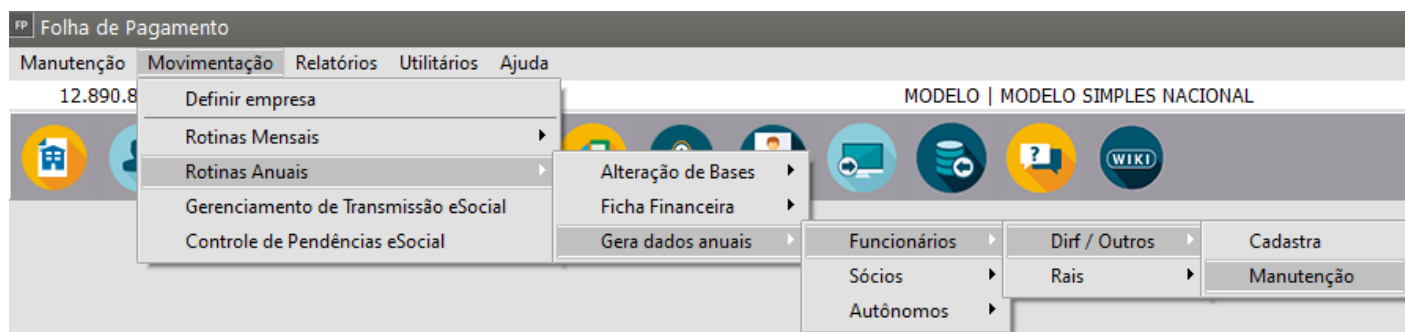 FP Folha de Pagamento
Manutenção Movimentação Relatórios Utilitários Ajuda
12.890.8 MODELO | MODELO SIMPLES NACIONAL
Definir empresa
Rotinas Mensais
WIKI
Rotinas Anuais
Gerenciamento de Transmissão eSocial
Controle de Pendências eSocial
Alteração de Bases
Ficha Financeira
Gera dados anuais
Funcionários
Sócios
Autônomos
Dirf / Outros
Rais
Cadastra
Manutenção